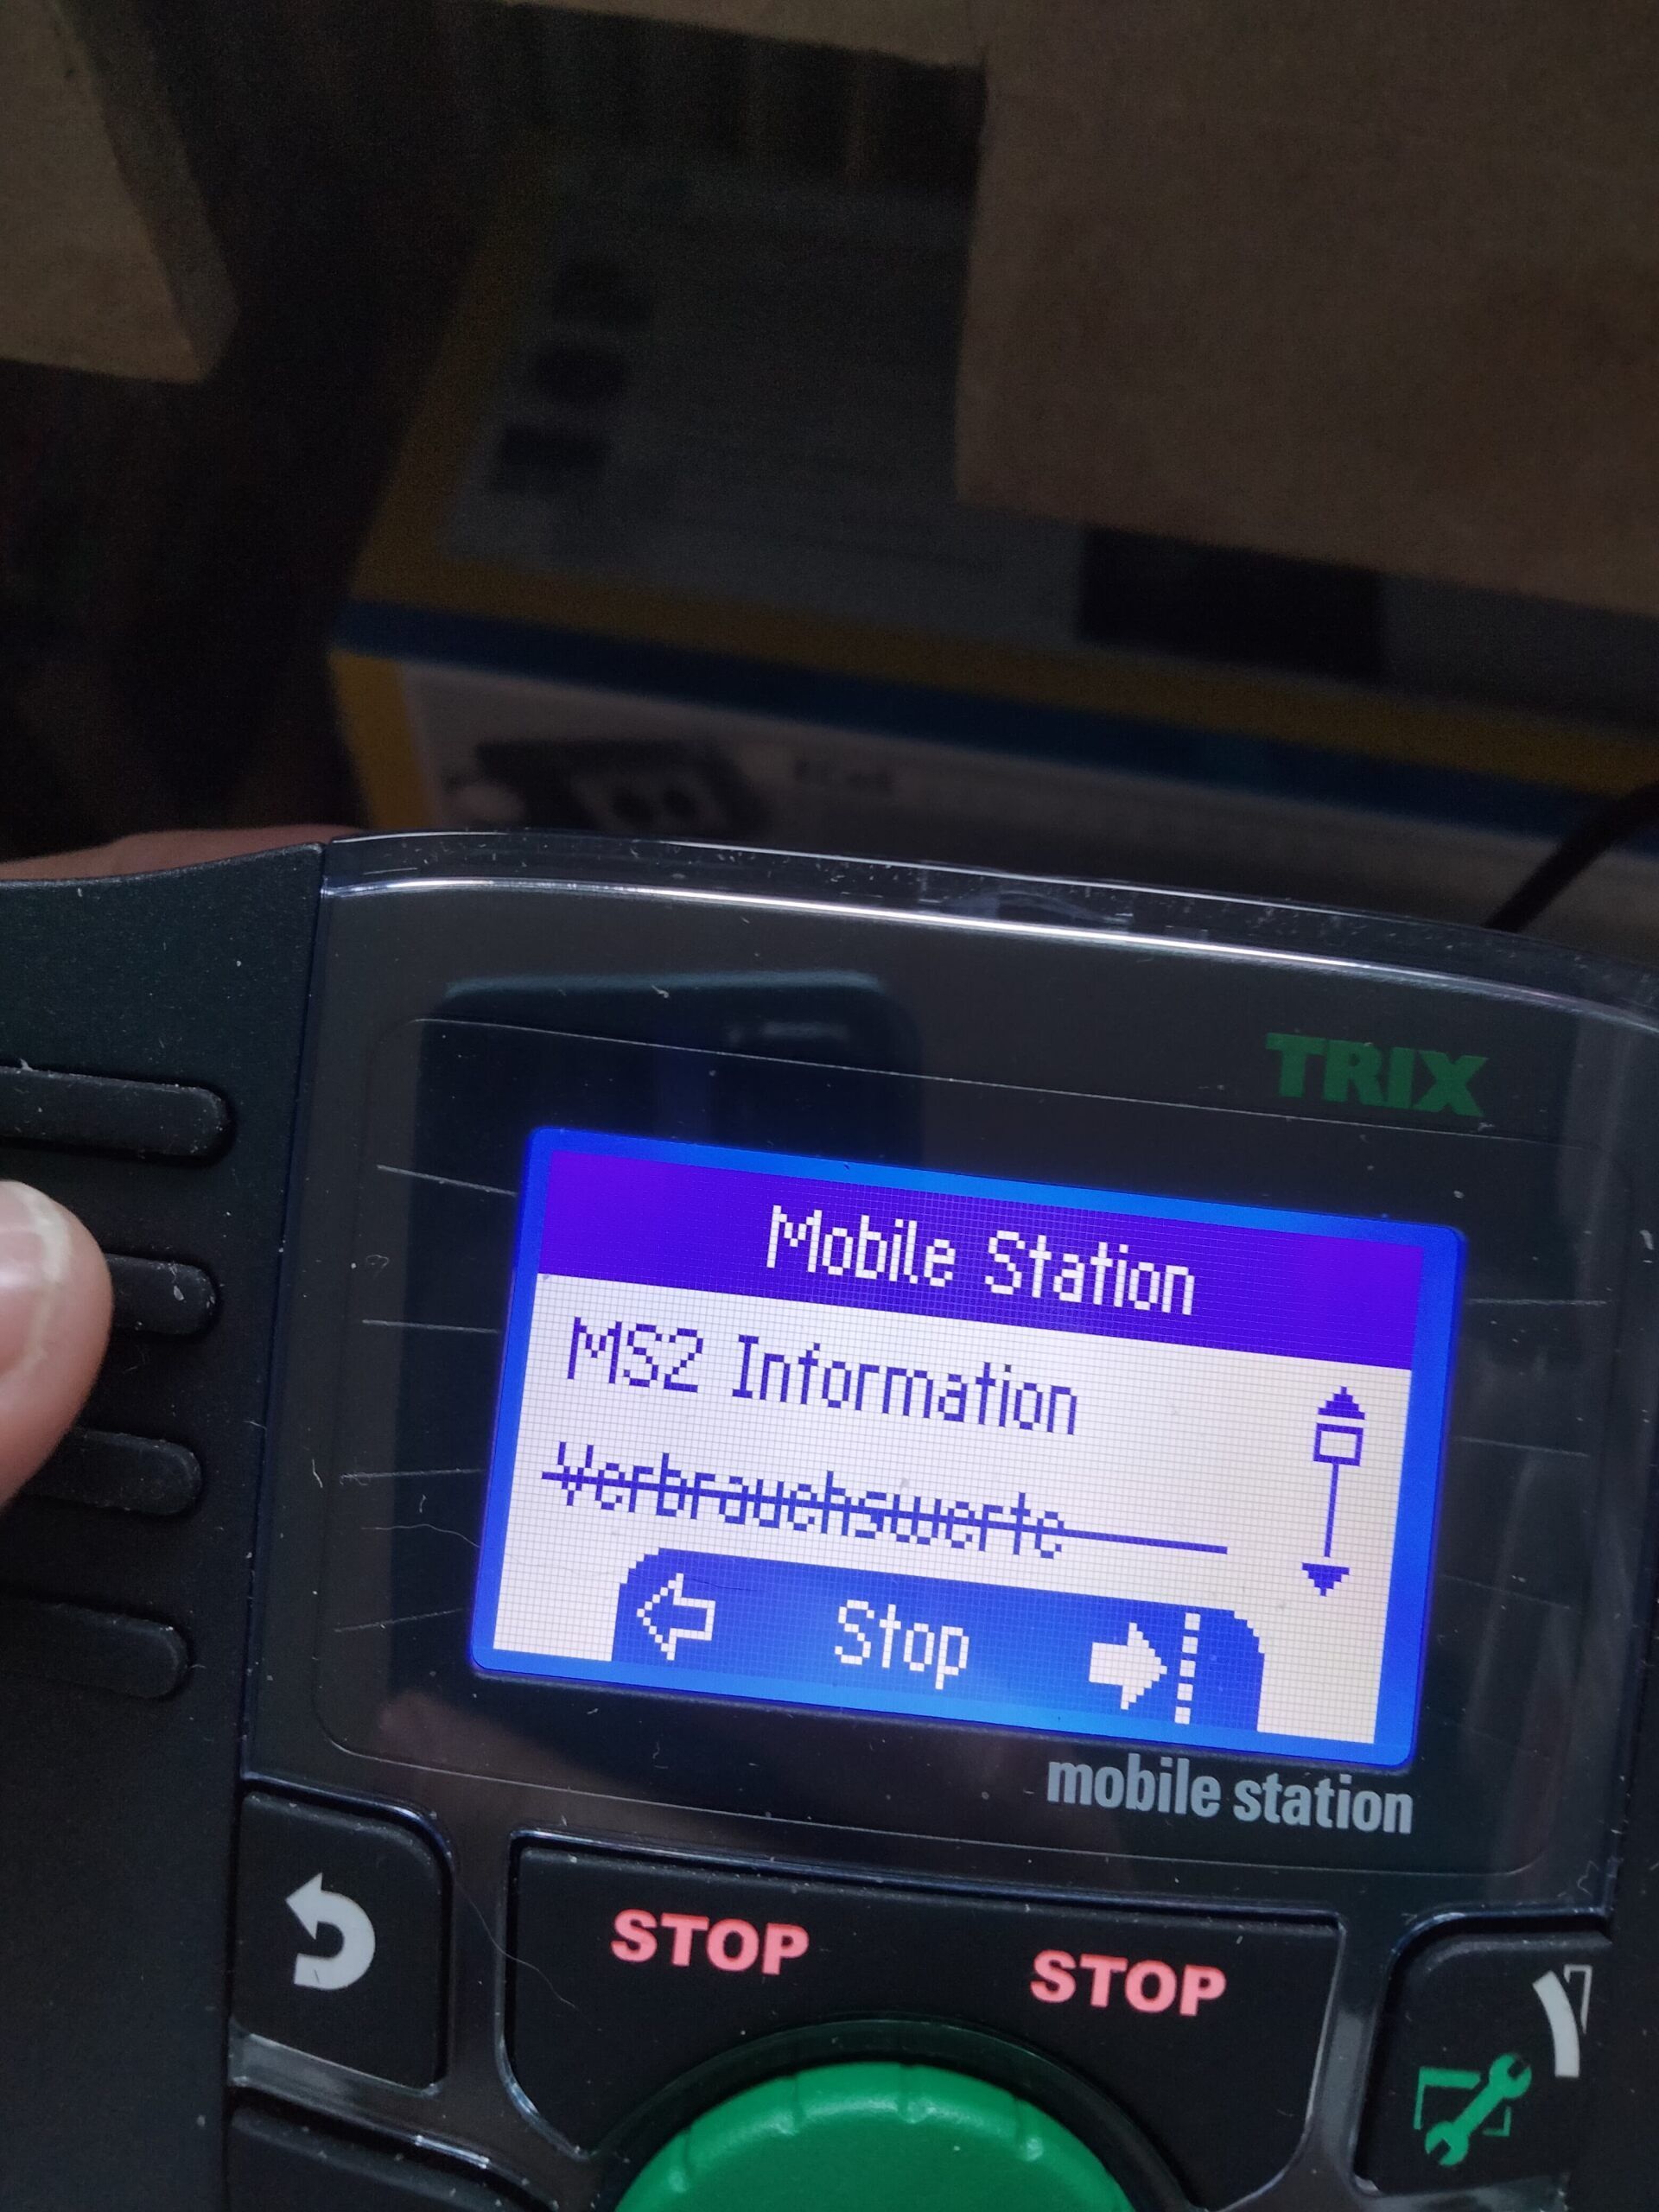 TRIX
Mobile Station
MS2 Information
Verbrauchswerte
Stop
mobile station
STOP STOP